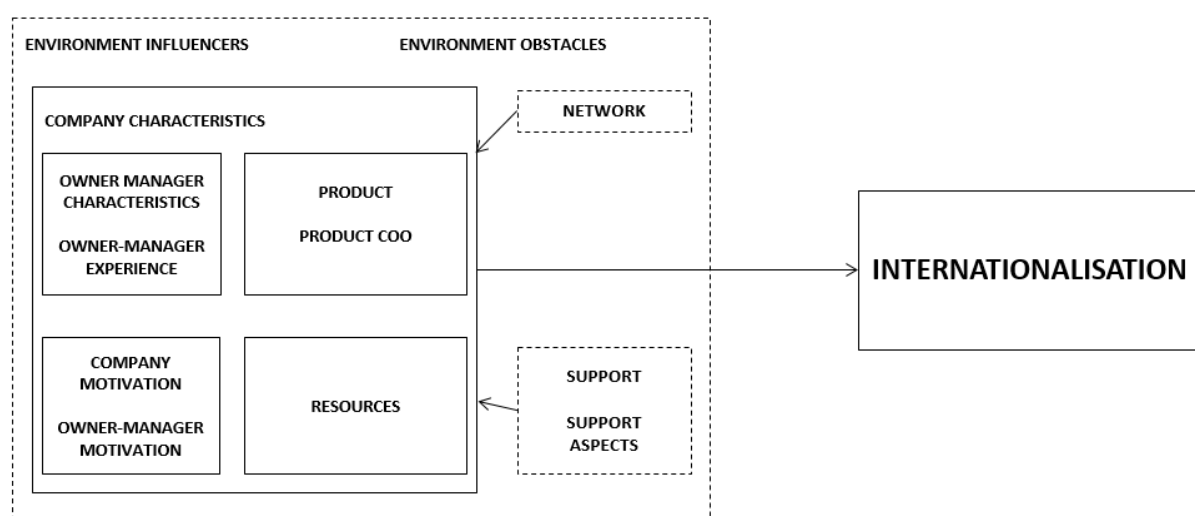 ENVIRONMENT INFLUENCERS
ENVIRONMENT OBSTACLES
COMPANY CHARACTERISTICS
NETWORK
OWNER MANAGER
CHARACTERISTICS
OWNER-MANAGER
EXPERIENCE
PRODUCT
PRODUCT COO
INTERNATIONALISATION
COMPANY
MOTIVATION
OWNER-MANAGER
MOTIVATION
RESOURCES
SUPPORT
SUPPORT
ASPECTS